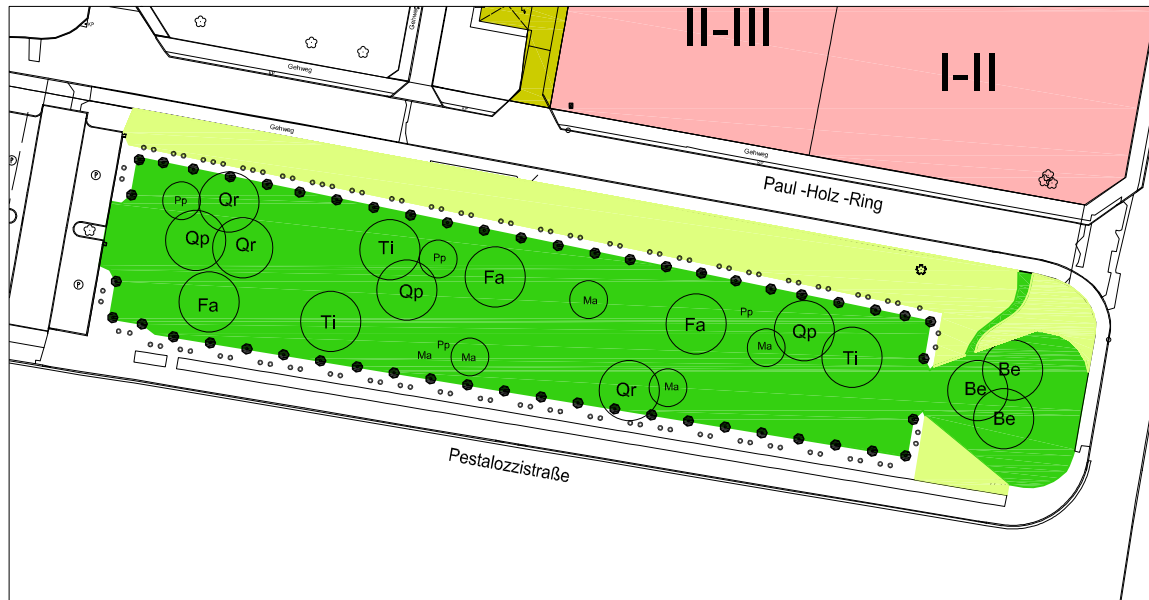 II-III
I-II
Gehweg
Gehweg
Gehweg
Gehweg
Paul -Holz -Ring
P
P
P
Pp
Qr
Qp
Qr
Ti
Pp
Fa
Qp
Fa
Ti
Ma
Fa
Pp
Qp
Ma
Ti
Pp
Ma
Ma
Qr
Ma
Be
Be
Be
Pestalozzistraße